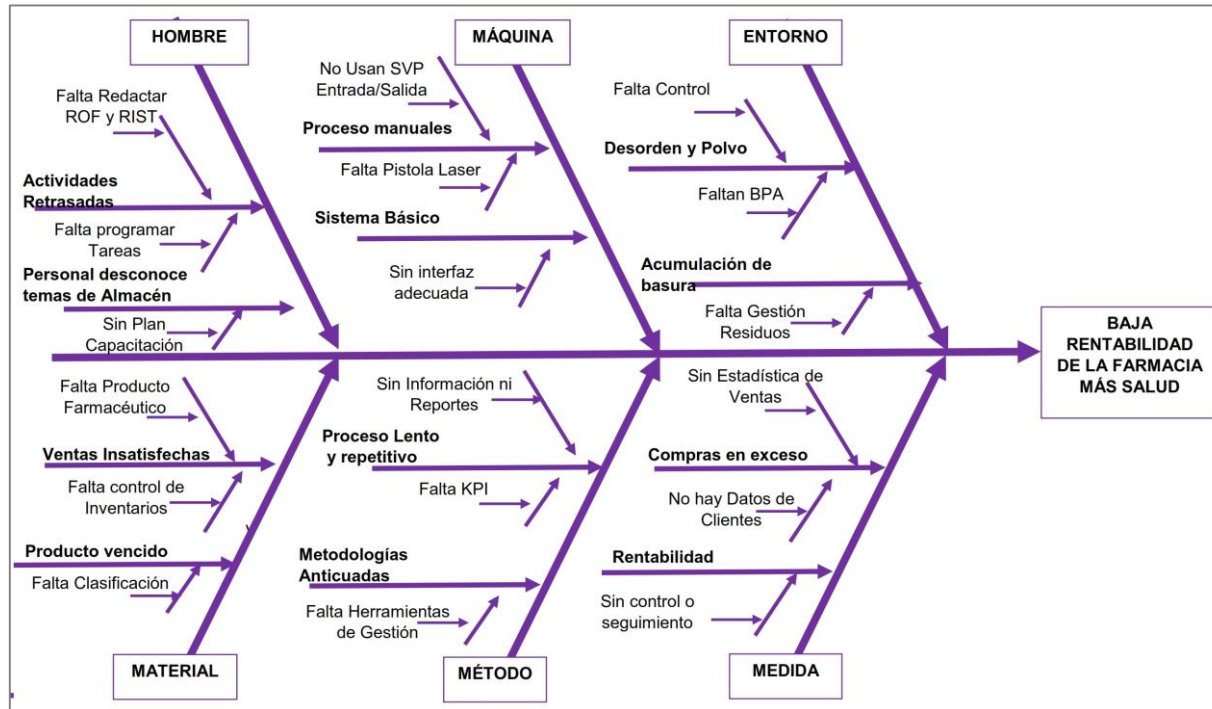 HOMBRE
MÁQUINA
ENTORNO
Falta Redactar
ROF y RIST
Actividades
Retrasadas
Falta programar
Tareas
Personal desconoce
temas de Almacén
Sin Plan
Capacitación
No Usan SVP
Entrada/Salida
Proceso manuales
Falta Pistola Laser
Sistema Básico
Sin interfaz
adecuada
Falta Control
Desorden y Polvo
Faltan BPA
Acumulación de
basura
Falta Gestión
Residuos
BAJA
RENTABILIDAD
DE LA FARMACIA
MÁS SALUD
Falta Producto
Farmacéutico
Ventas Insatisfechas
Falta control de
Inventarios
Producto vencido
Falta Clasificación
Sin Información ni
Reportes
Proceso Lento
y repetitivo
Falta KPI
Metodologías
Anticuadas
Falta Herramientas
de Gestión
Sin Estadística de
Ventas
Compras en exceso
No hay Datos de
Clientes
Rentabilidad
Sin control o
seguimiento
MATERIAL
MÉTODO
MEDIDA